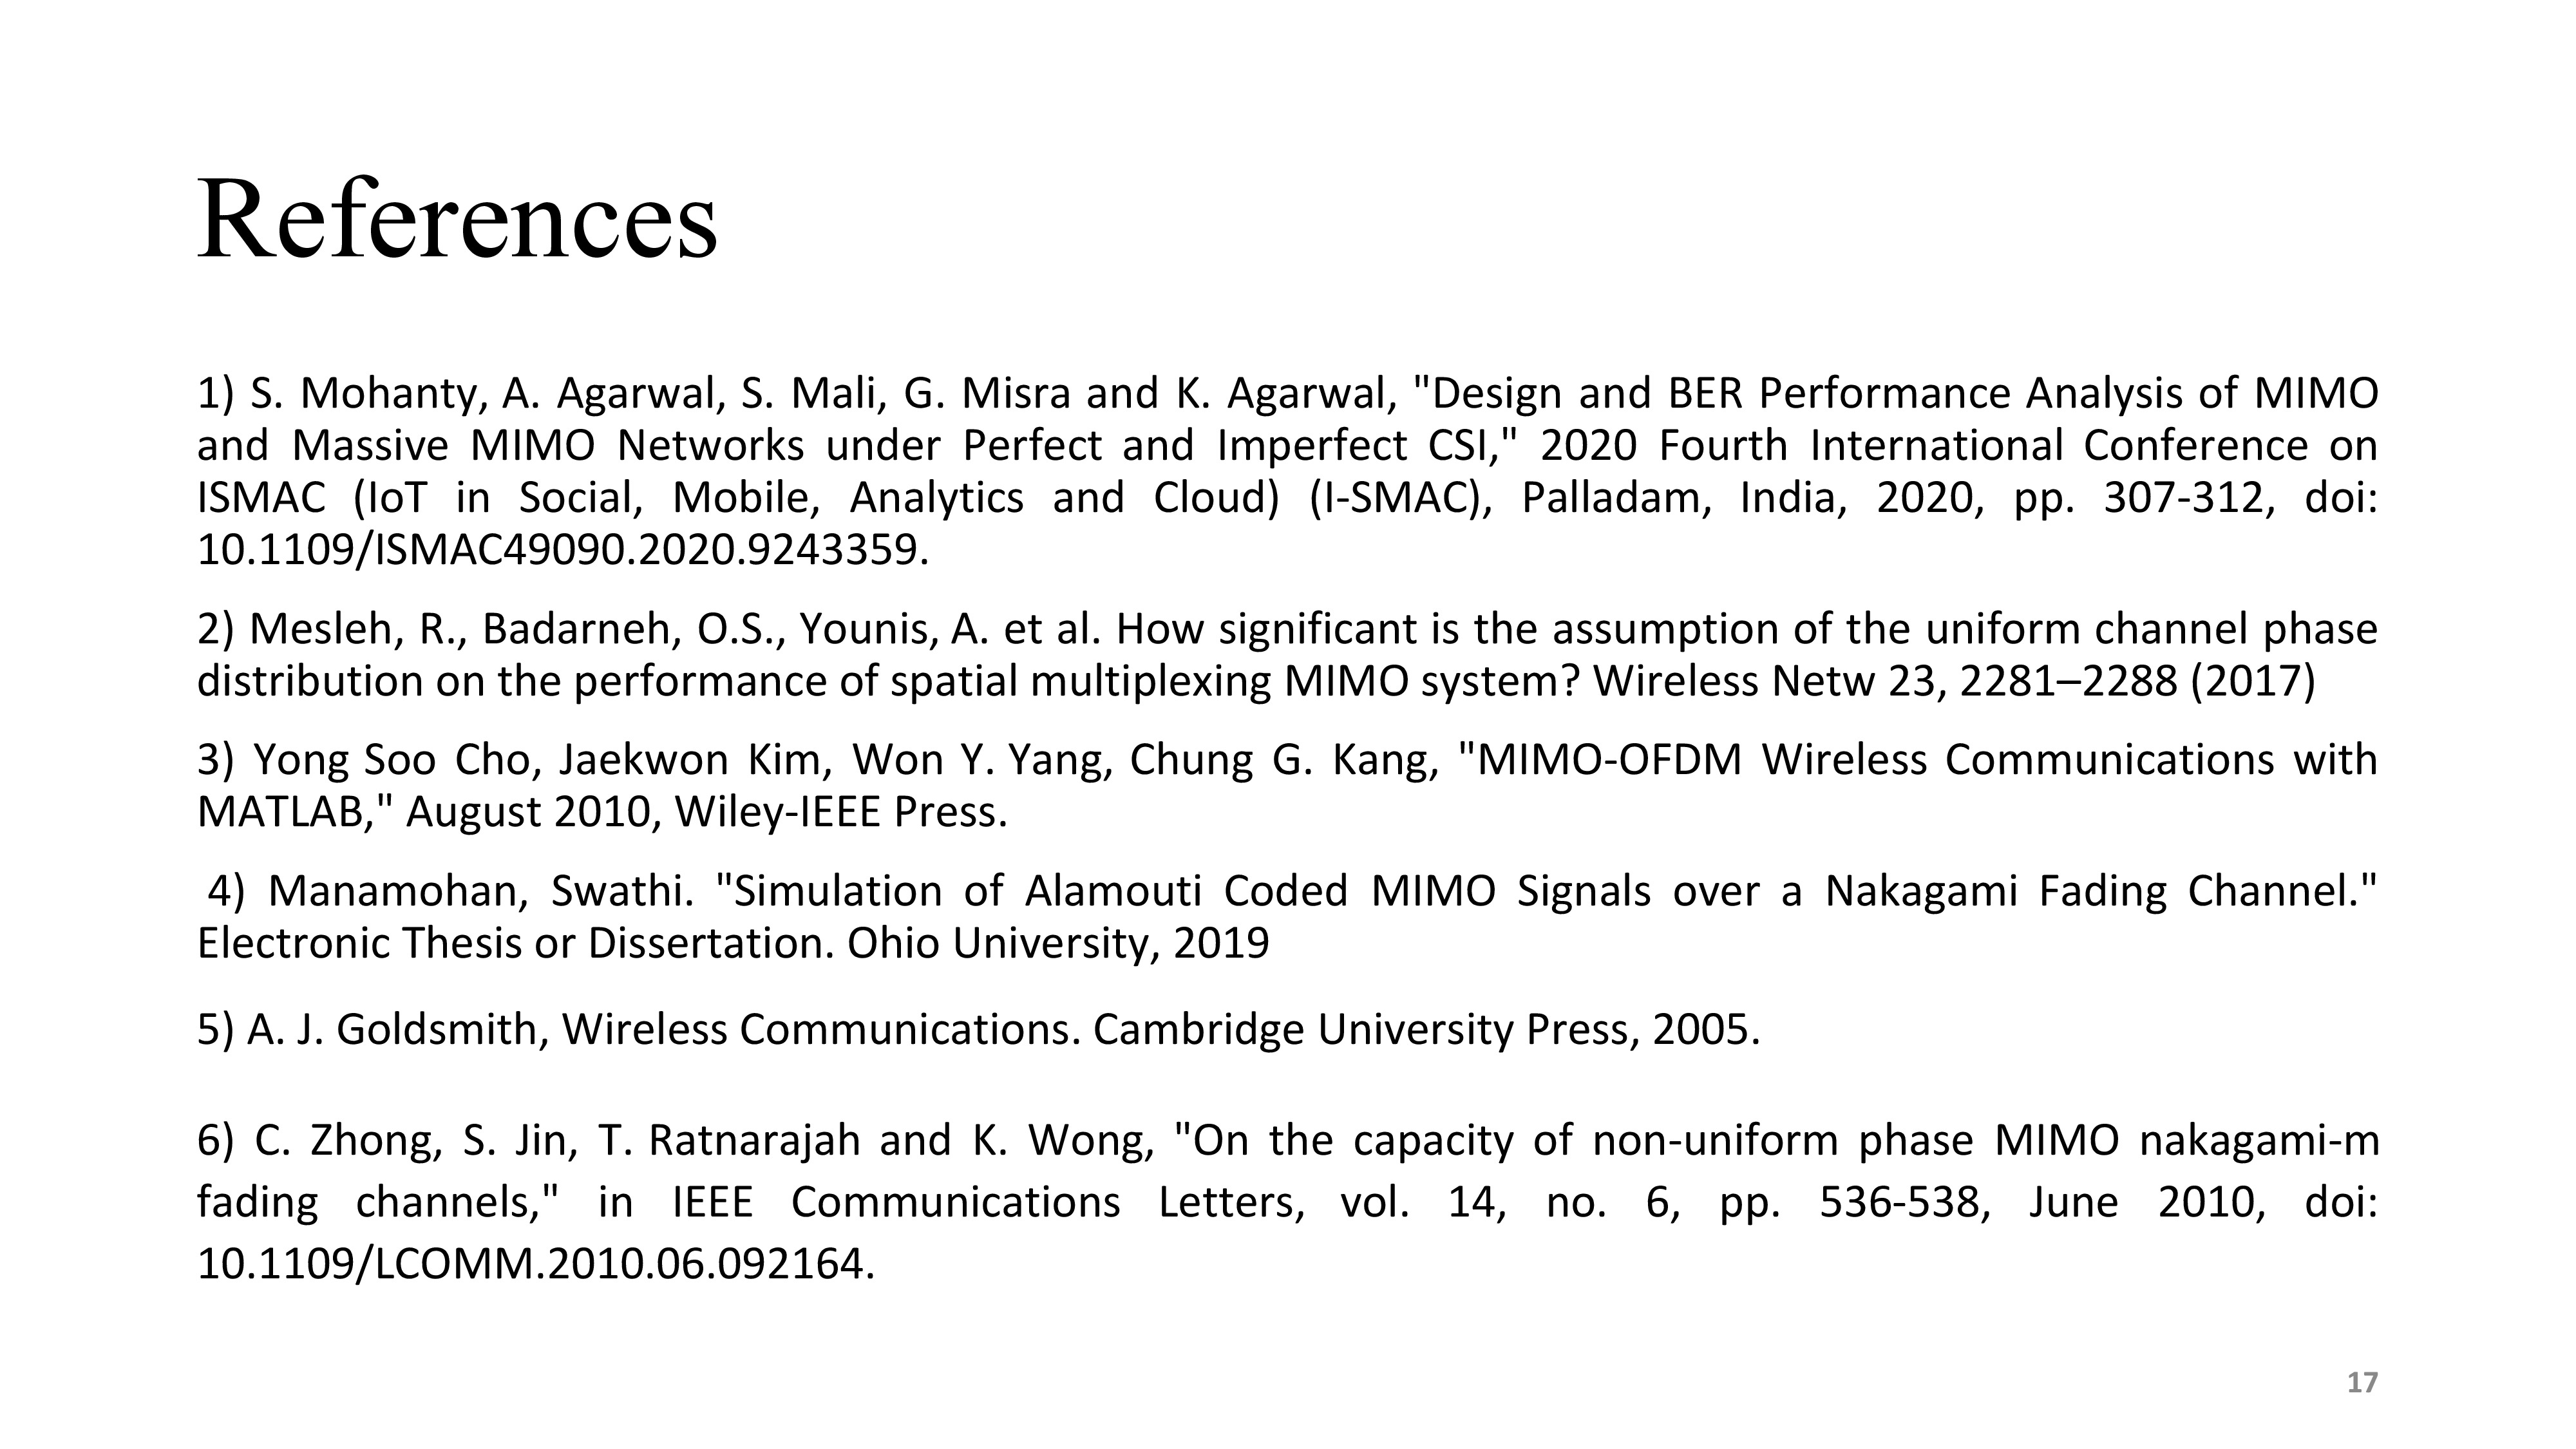 References
1) S. Mohanty, A. Agarwal, S. Mali, G. Misra and K. Agarwal, "Design and BER Performance Analysis of MIMO
and Massive MIMO Networks under Perfect and Imperfect CSI," 2020 Fourth International Conference on
ISMAC (IoT in Social, Mobile, Analytics and Cloud) (I-SMAC), Palladam, India, 2020, pp. 307-312, doi:
10.1109/ISMAC49090.2020.9243359.
2) Mesleh, R., Badarneh, O.S., Younis, A. et al. How significant is the assumption of the uniform channel phase
distribution on the performance of spatial multiplexing MIMO system? Wireless Netw 23, 2281–2288 (2017)
3) Yong Soo Cho, Jaekwon Kim, Won Y. Yang, Chung G. Kang, "MIMO-OFDM Wireless Communications with
MATLAB," August 2010, Wiley-IEEE Press.
4) Manamohan, Swathi. "Simulation of Alamouti Coded MIMO Signals over a Nakagami Fading Channel."
Electronic Thesis or Dissertation. Ohio University, 2019
5) A. J. Goldsmith, Wireless Communications. Cambridge University Press, 2005.
6) C. Zhong, S. Jin, T. Ratnarajah and K. Wong, "On the capacity of non-uniform phase MIMO nakagami-m
fading channels," in IEEE Communications Letters, vol. 14, no. 6, pp. 536-538, June 2010, doi:
10.1109/LCOMM.2010.06.092164.
17